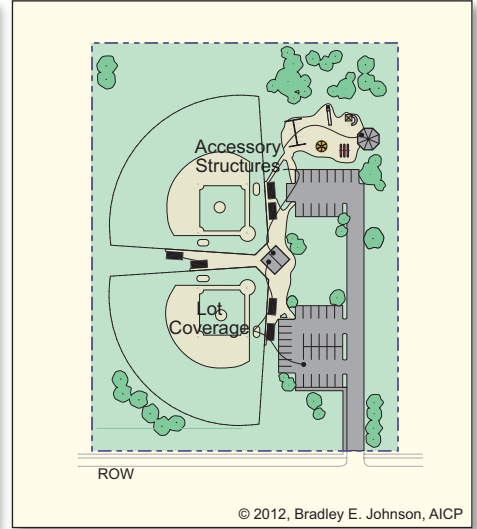 Accessory
Structures
Lot
Coverage
ROW
© 2012, Bradley E. Johnson, AICP